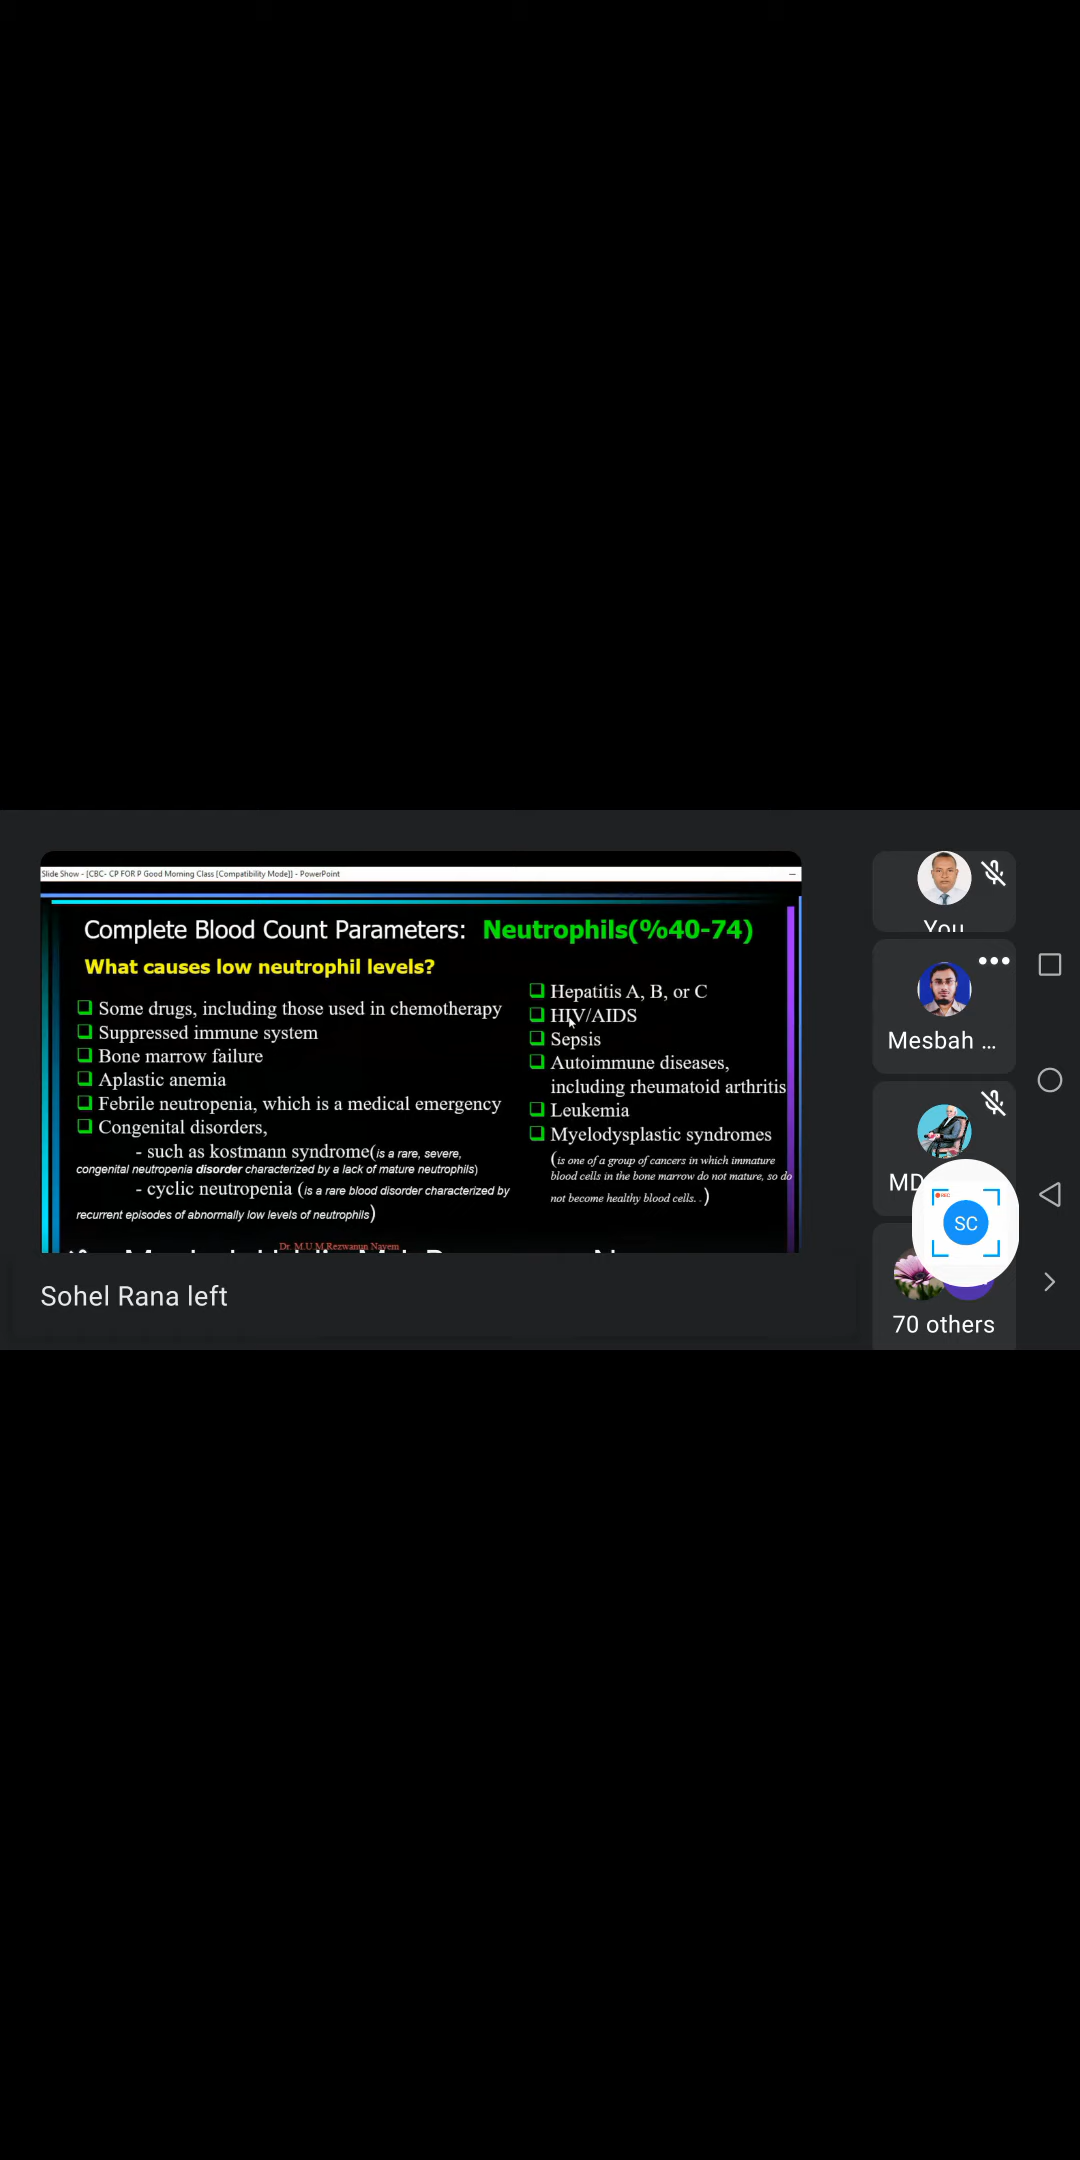 Slide Show - [CBC- CP FOR P Good Morning Class [Compatibility Mode]] - PowerPoint
Complete Blood Count Parameters: Neutrophils(%40-74)
What causes low neutrophil levels?
Some drugs, including those used in chemotherapy
Suppressed immune system
Bone marrow failure
Aplastic anemia
Febrile neutropenia, which is a medical emergency
Congenital disorders,
- such as kostmann syndrome(is a rare, severe,
congenital neutropenia disorder characterized by a lack of mature neutrophils)
- cyclic neutropenia (is a rare blood disorder characterized by
recurrent episodes of abnormally low levels of neutrophils)
Hepatitis A, B, or C
HIV/AIDS
Sepsis
Autoimmune diseases,
including rheumatoid arthritis
Leukemia
Myelodysplastic syndromes
(is one of a group of cancers in which immature
blood cells in the bone marrow do not mature, so do
not become healthy blood cells. .)
Dr. M.U.M.Rezwanun Nayem
Sohel Rana left
You
Mesbah ...
MD
REC
SC
70 others